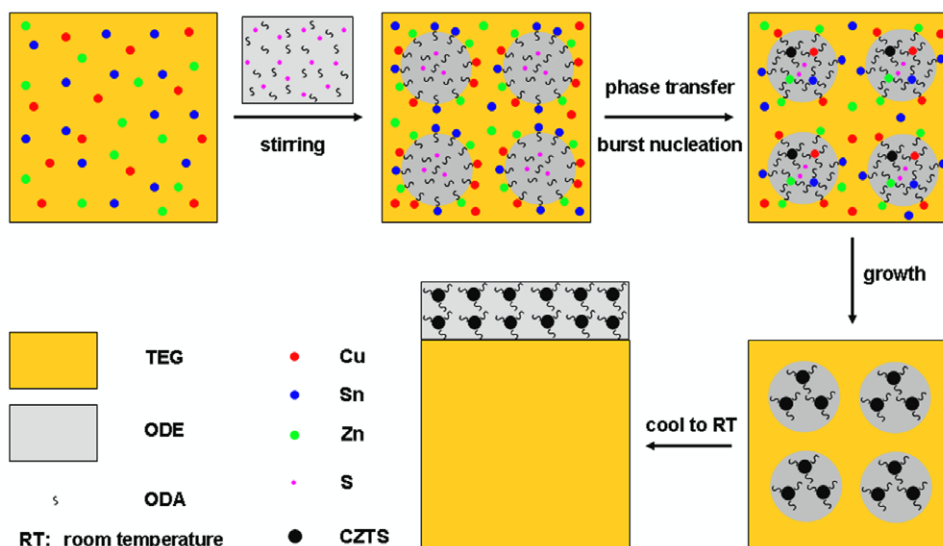 stirring
phase transfer
burst nucleation
growth
cool to RT
TEG
ODE
ODA
RT: room temperature
Cu
Sn
Zn
S
CZTS